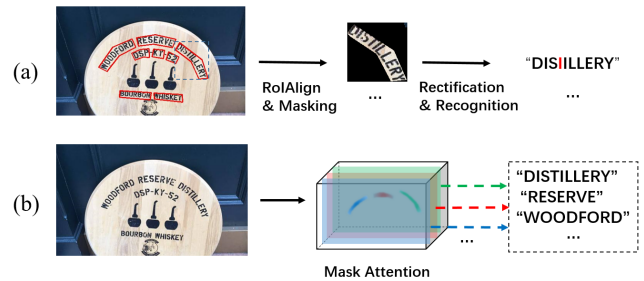 (a)
WOODFORD RESERVE DISTILLERY
DSP-KY-52
BOURBON WHISKEY
RoIAlign
& Masking
DISTILLERY
...
Rectification
& Recognition
“DISIILLERY”
...
(b)
WOODFORD RESERVE DISTILLERY
DSP-KY-52
BOURBON WHISKEY
Mask Attention
...
“DISTILLERY”
“RESERVE”
“WOODFORD”
...